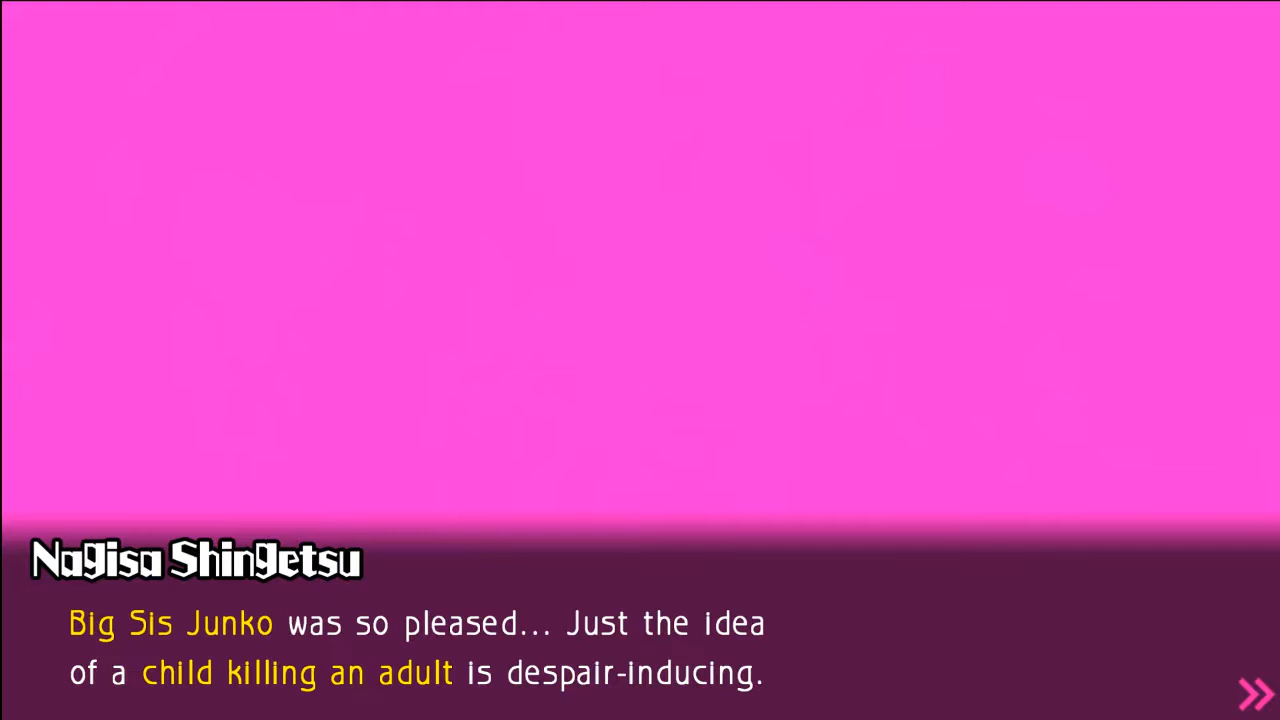 Nagisa Shingetsu
Big Sis Junko was so pleased... Just the idea
of a child killing an adult is despair-inducing.